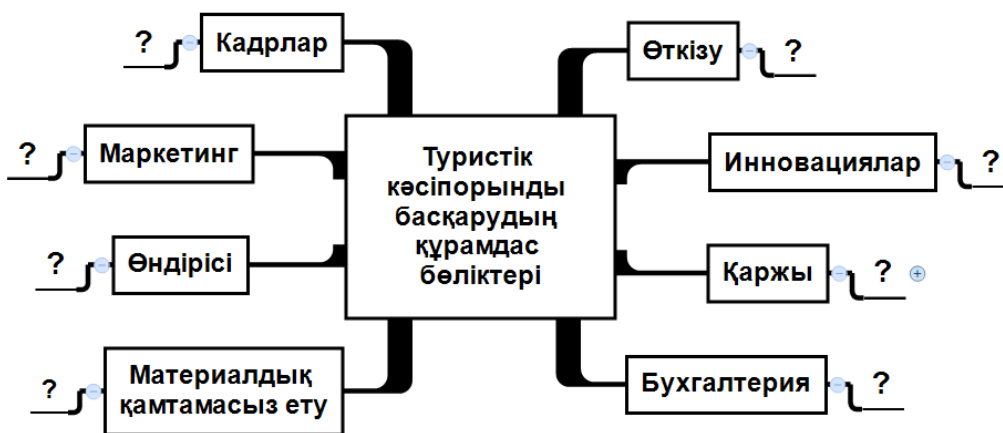 ?
Кадрлар
?
Маркетинг
?
Өндірісі
?
Материалдық
қамтамасыз ету
Туристік
кәсіпорынды
басқарудың
құрамдас
бөліктері
Өткізу
?
Инновациялар
?
Қаржы
?
Бухгалтерия
?